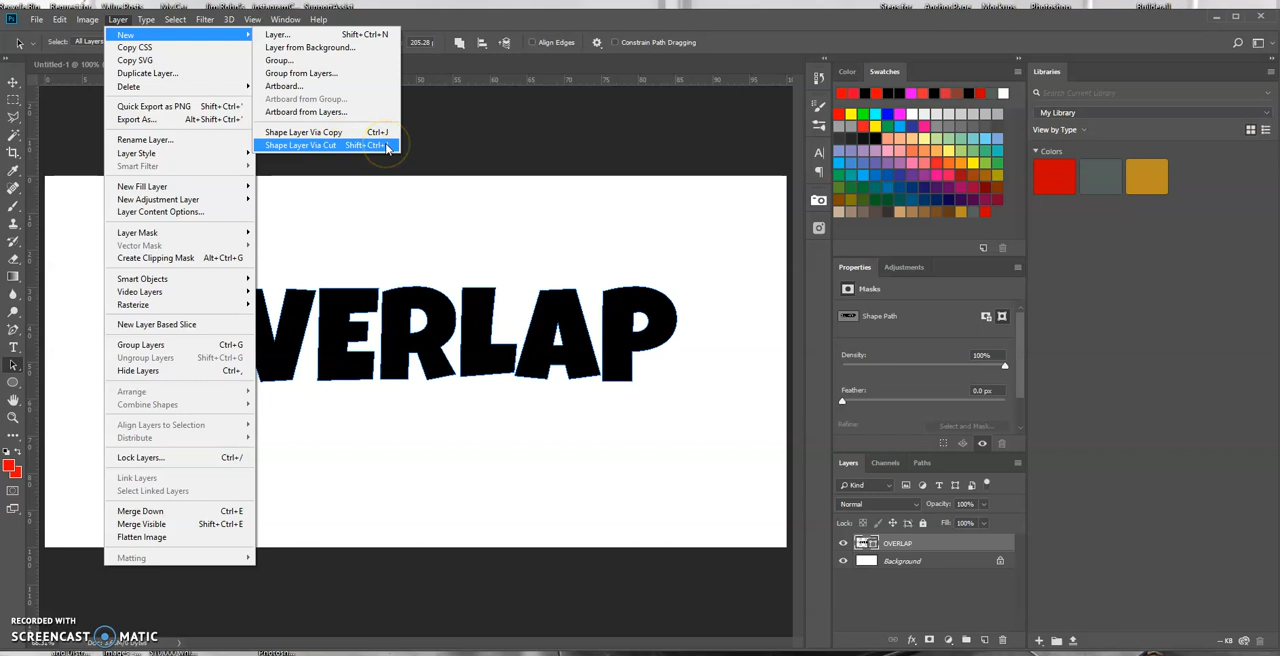 Ps File Edit Image Layer Type Select Filter 3D View Window Help
Select: All Layers
205.28
Align Edges
Constrain Path Dragging
Untitled-1 @
New
Copy CSS
Copy SVG
Duplicate Layer...
Delete
Quick Export as PNG Shift+Ctrl+'
Export As... Alt+Shift+Ctrl+'
Rename Layer...
Layer Style
Smart Filter
New Fill Layer
New Adjustment Layer
Layer Content Options...
Layer Mask
Vector Mask
Create Clipping Mask Alt+Ctrl+G
Smart Objects
Video Layers
Rasterize
New Layer Based Slice
Group Layers Ctrl+G
Ungroup Layers Shift+Ctrl+G
Hide Layers Ctrl+,
Arrange
Combine Shapes
Align Layers to Selection
Distribute
Lock Layers... Ctrl+/
Link Layers
Select Linked Layers
Merge Down Ctrl+E
Merge Visible Shift+Ctrl+E
Flatten Image
Matting
Layer... Shift+Ctrl+N
Layer from Background...
Group...
Group from Layers...
Artboard...
Artboard from Group...
Artboard from Layers...
Shape Layer Via Copy Ctrl+J
Shape Layer Via Cut Shift+Ctrl+
VERLAP
Color Swatches
Properties Adjustments
Masks
Shape Path
Density: 100%
Feather: 0.0 px
Refine: Select and Mask...
Layers Channels Paths
Kind
Normal Opacity: 100%
Lock: Fill: 100%
OVERLAP
Background
Libraries
Search Current Library
My Library
View by Type
Colors
-- KB
RECORDED WITH
SCREENCAST MATIC